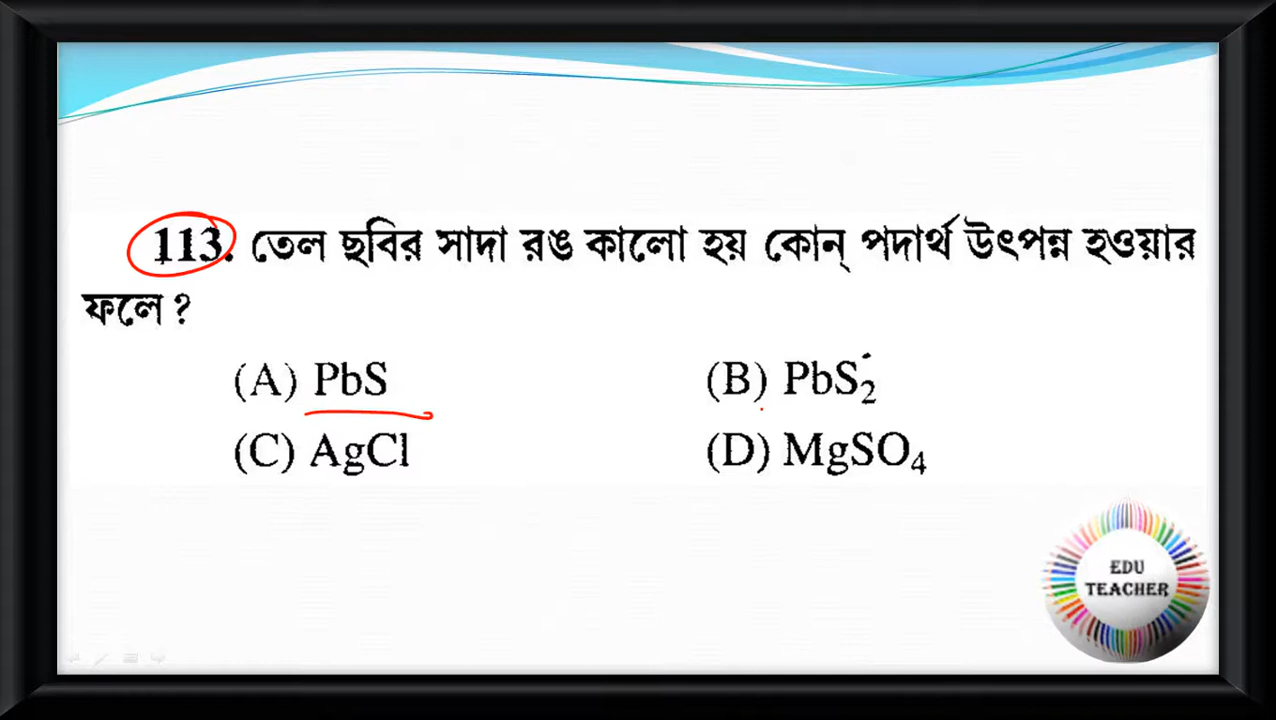 113. তেল ছবির সাদা রঙ কালো হয় কোন্ পদার্থ উৎপন্ন হওয়ার
ফলে ?
(A) PbS (B) PbS₂
(C) AgCl (D) MgSO₄
EDU
TEACHER